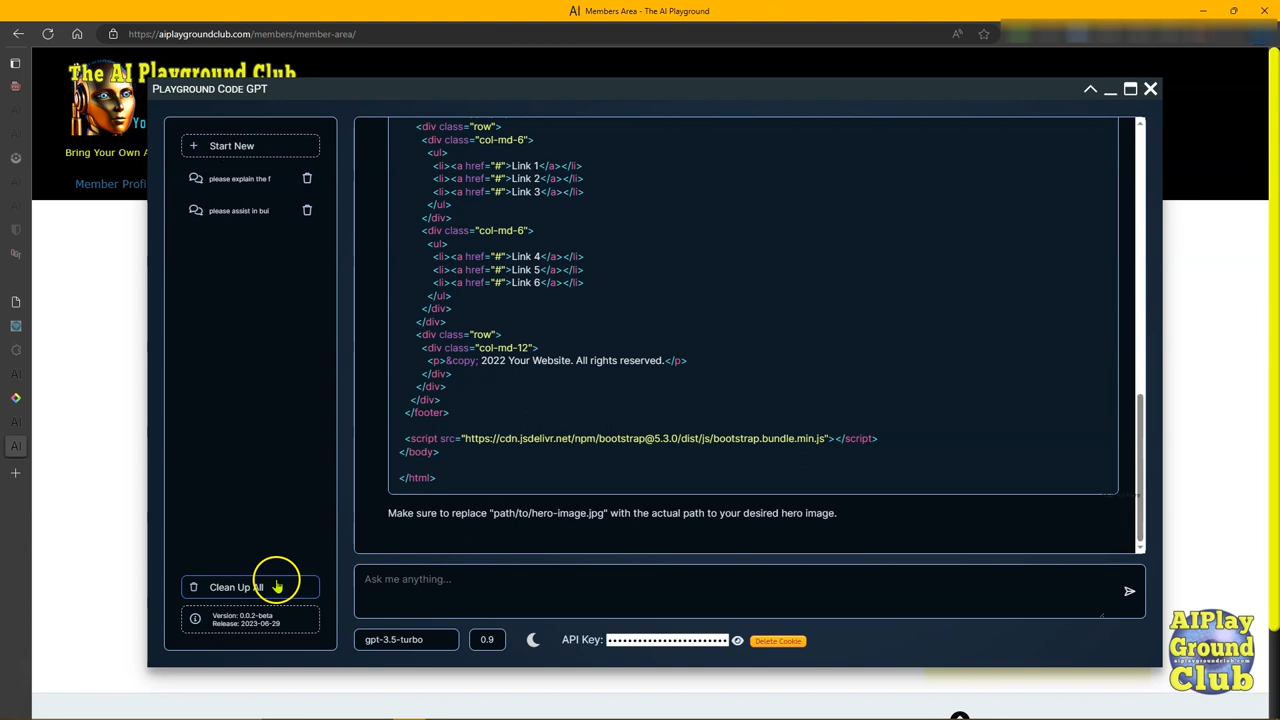 AI Members Area - The AI Playground
https://aiplaygroundclub.com/members/member-area/
The AI Playground Club
Bring Your Own A
Member Profi
PLAYGROUND CODE GPT
Start New
please explain the f
please assist in bui
Clean Up All
Version: 0.0.2-beta
Release: 2023-06-29
<div class="row">
<div class="col-md-6">
<ul>
<li><a href="#">Link 1</a></li>
<li><a href="#">Link 2</a></li>
<li><a href="#">Link 3</a></li>
</ul>
</div>
<div class="col-md-6">
<ul>
<li><a href="#">Link 4</a></li>
<li><a href="#">Link 5</a></li>
<li><a href="#">Link 6</a></li>
</ul>
</div>
</div>
<div class="row">
<div class="col-md-12">
<p>&copy; 2022 Your Website. All rights reserved.</p>
</div>
</div>
</div>
</footer>
<script src="https://cdn.jsdelivr.net/npm/bootstrap@5.3.0/dist/js/bootstrap.bundle.min.js"></script>
</body>
</html>
Make sure to replace "path/to/hero-image.jpg" with the actual path to your desired hero image.
Ask me anything...
gpt-3.5-turbo
0.9
API Key:
Delete Cookie
AIPlay
Ground
aiplaygroundclub.com
Club